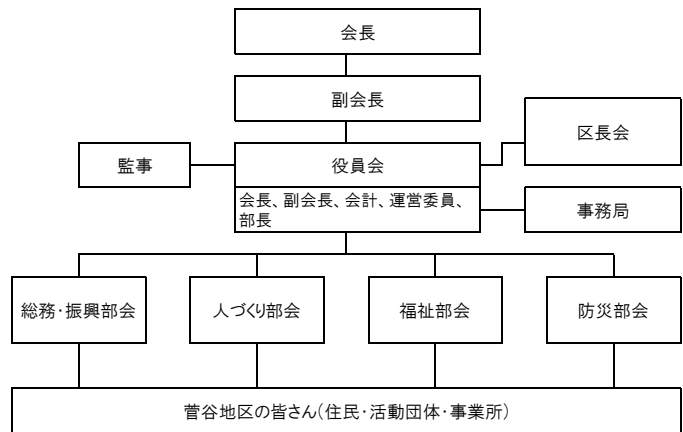 会長
副会長
区長会
監事
役員会
会長、副会長、会計、運営委員、
部長
事務局
総務・振興部会
人づくり部会
福祉部会
防災部会
菅谷地区の皆さん(住民・活動団体・事業所)